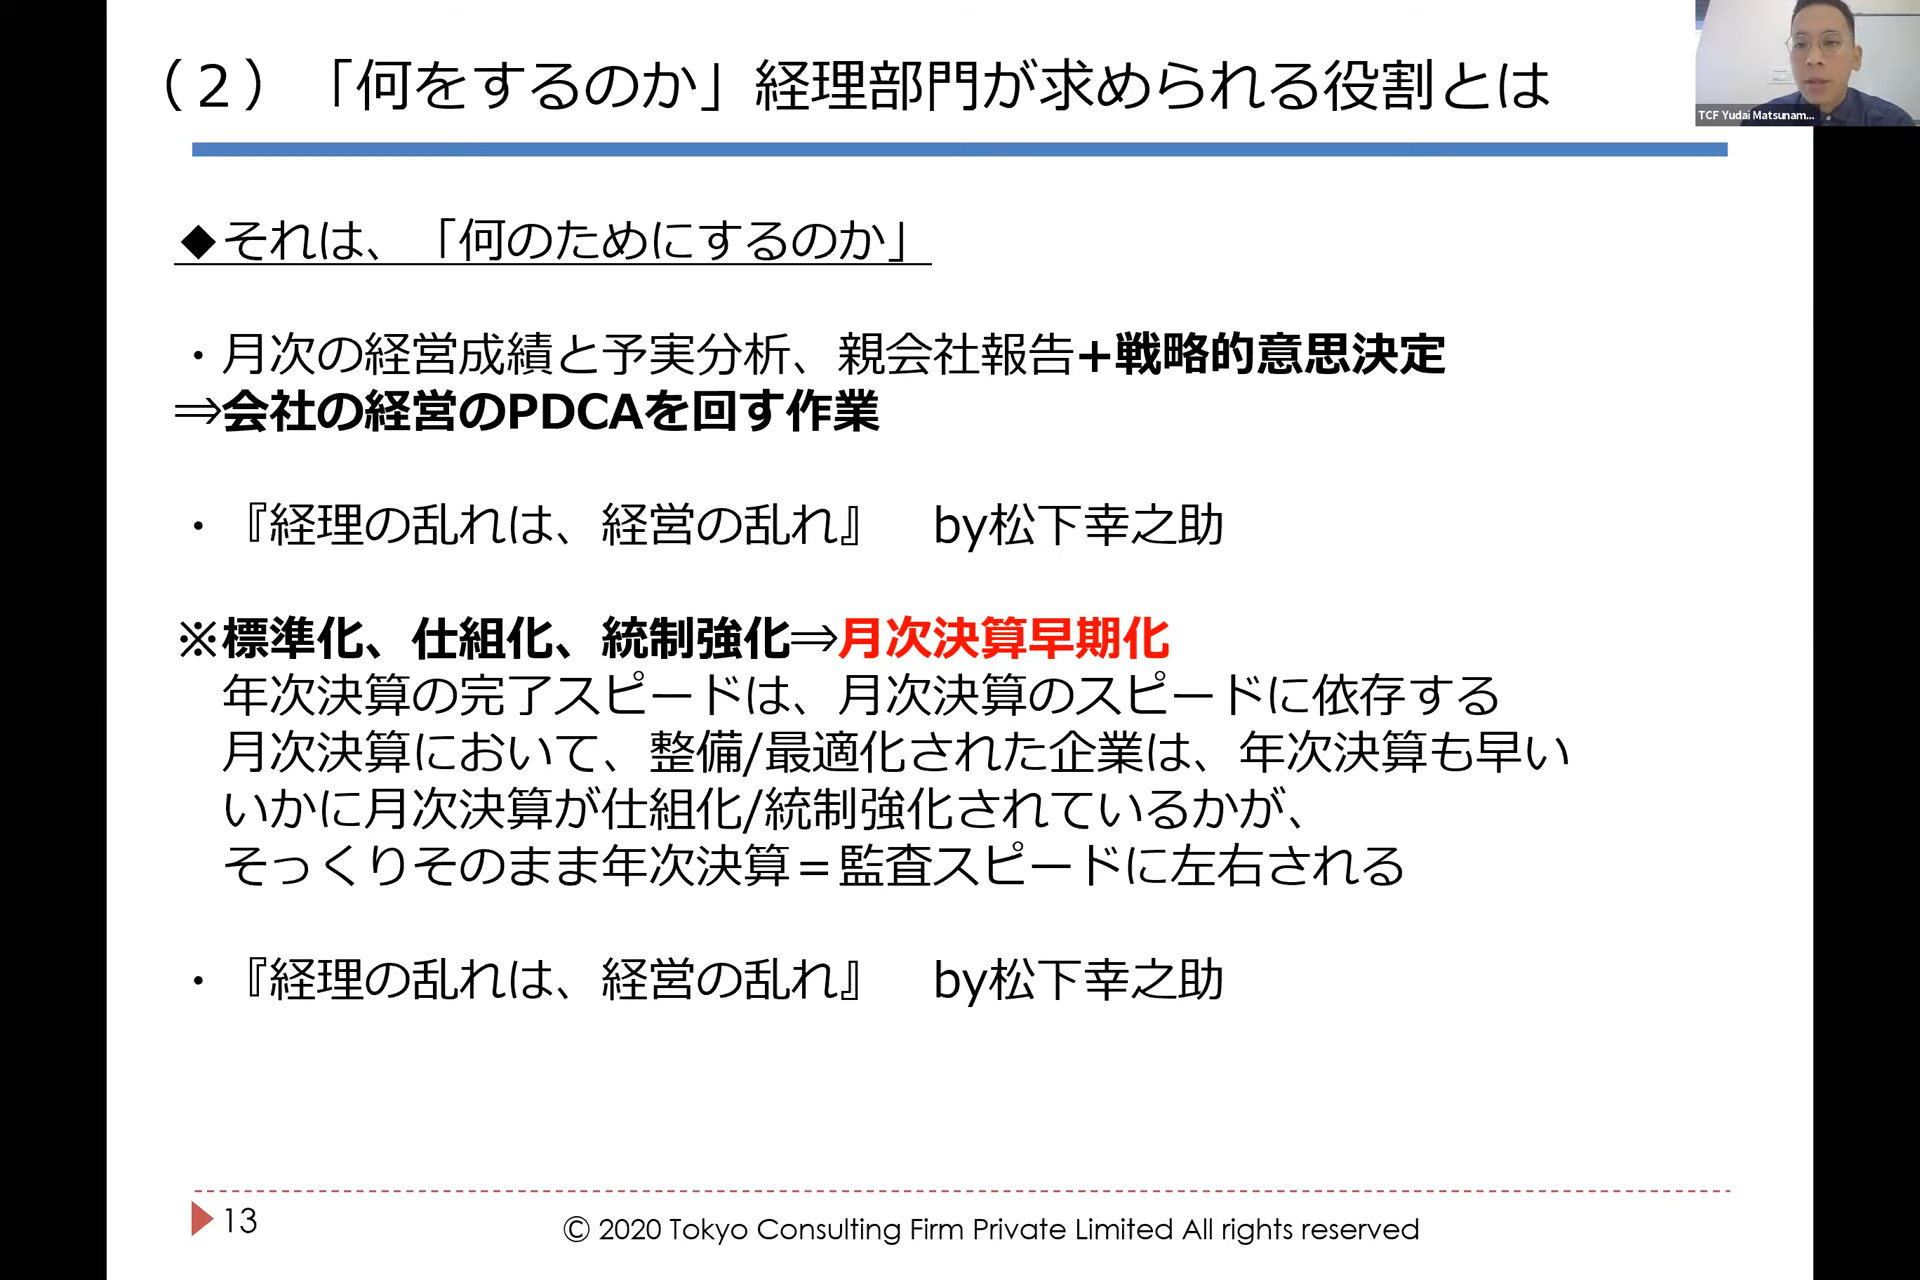 （２）「何をするのか」経理部門が求められる役割とは
TCF Yudai Matsunam...
◆それは、「何のためにするのか」
・月次の経営成績と予実分析、親会社報告+戦略的意思決定
⇒会社の経営のPDCAを回す作業
・『経理の乱れは、経営の乱れ』　by松下幸之助
※標準化、仕組化、統制強化⇒月次決算早期化
年次決算の完了スピードは、月次決算のスピードに依存する
月次決算において、整備/最適化された企業は、年次決算も早い
いかに月次決算が仕組化/統制強化されているかが、
そっくりそのまま年次決算＝監査スピードに左右される
・『経理の乱れは、経営の乱れ』　by松下幸之助
13
© 2020 Tokyo Consulting Firm Private Limited All rights reserved